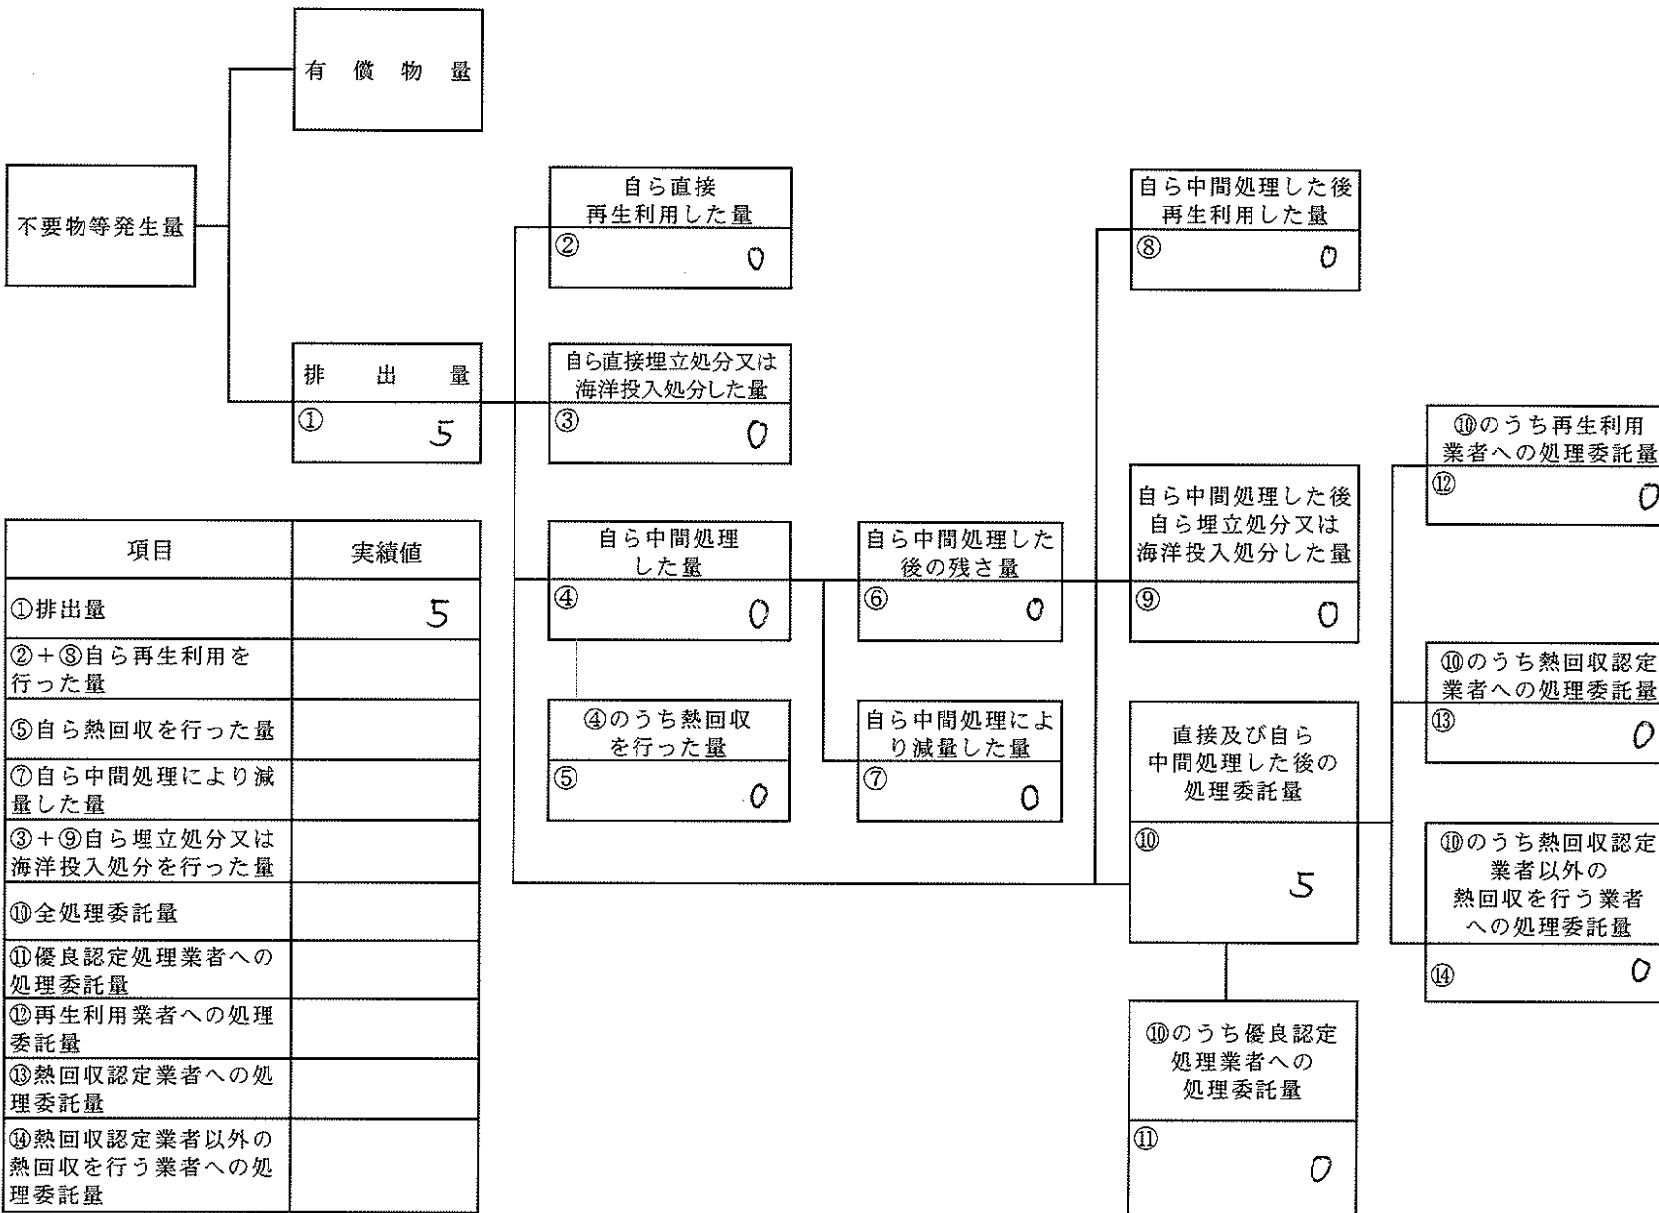 有償物量
不要物等発生量
排出量
①
5
自ら直接
再生利用した量
②
0
自ら直接埋立処分又は
海洋投入処分した量
③
0
自ら中間処理
した量
④
0
④のうち熱回収
を行った量
⑤
0
自ら中間処理した
後の残さ量
⑥
0
自ら中間処理によ
り減量した量
⑦
0
自ら中間処理した後
再生利用した量
⑧
0
自ら中間処理した後
自ら埋立処分又は
海洋投入処分した量
⑨
0
直接及び自ら
中間処理した後の
処理委託量
⑩
5
⑩のうち優良認定
処理業者への
処理委託量
⑪
0
⑩のうち再生利用
業者への処理委託量
⑫
0
⑩のうち熱回収認定
業者への処理委託量
⑬
0
⑩のうち熱回収認定
業者以外の
熱回収を行う業者
への処理委託量
⑭
0
項目 実績値
①排出量 5
②+⑧自ら再生利用を
行った量
⑤自ら熱回収を行った量
⑦自ら中間処理により減
量した量
③+⑨自ら埋立処分又は
海洋投入処分を行った量
⑩全処理委託量
⑪優良認定処理業者への
処理委託量
⑫再生利用業者への処理
委託量
⑬熱回収認定業者への処
理委託量
⑭熱回収認定業者以外の
熱回収を行う業者への処
理委託量